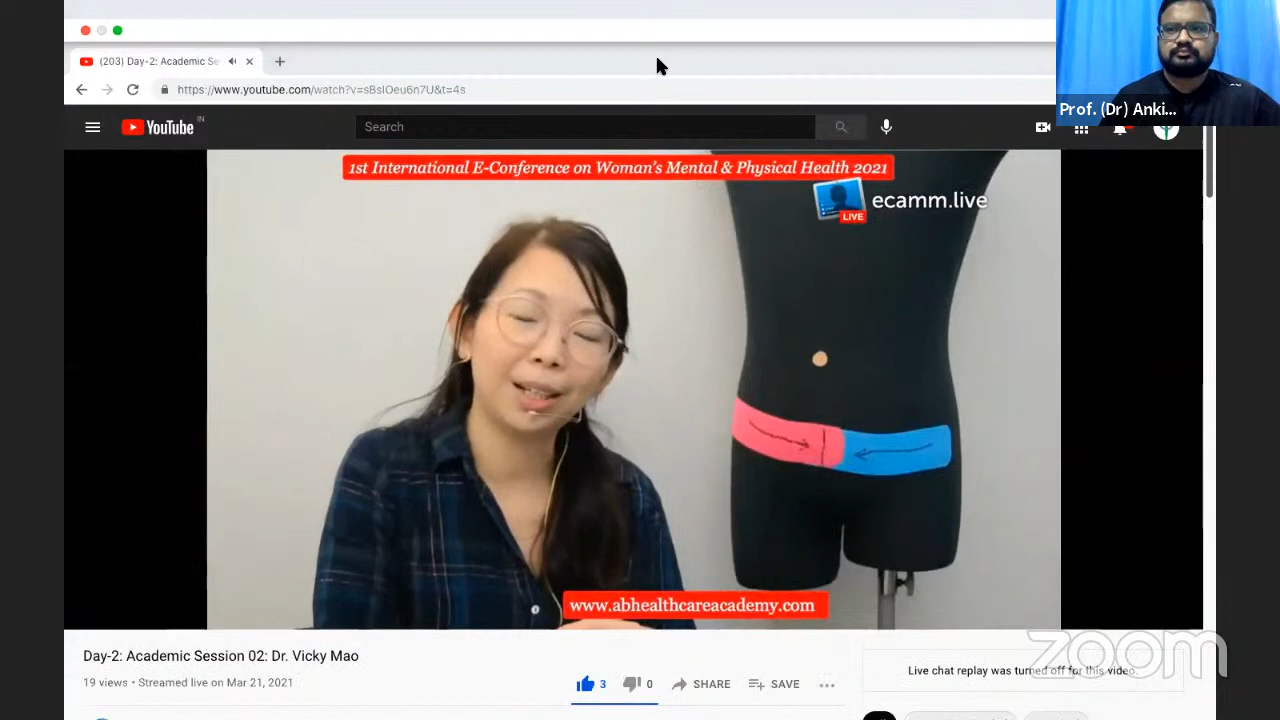 (203) Day-2: Academic Se
https://www.youtube.com/watch?v=sBsIOeu6n7U&t=4s
Prof. (Dr) Anki...
YouTube IN
Search
1st International E-Conference on Woman's Mental & Physical Health 2021
ecamm.live
LIVE
www.abhealthcareacademy.com
Day-2: Academic Session 02: Dr. Vicky Mao
19 views • Streamed live on Mar 21, 2021
3
0
SHARE
SAVE
Live chat replay was turned off for this video.
zoom